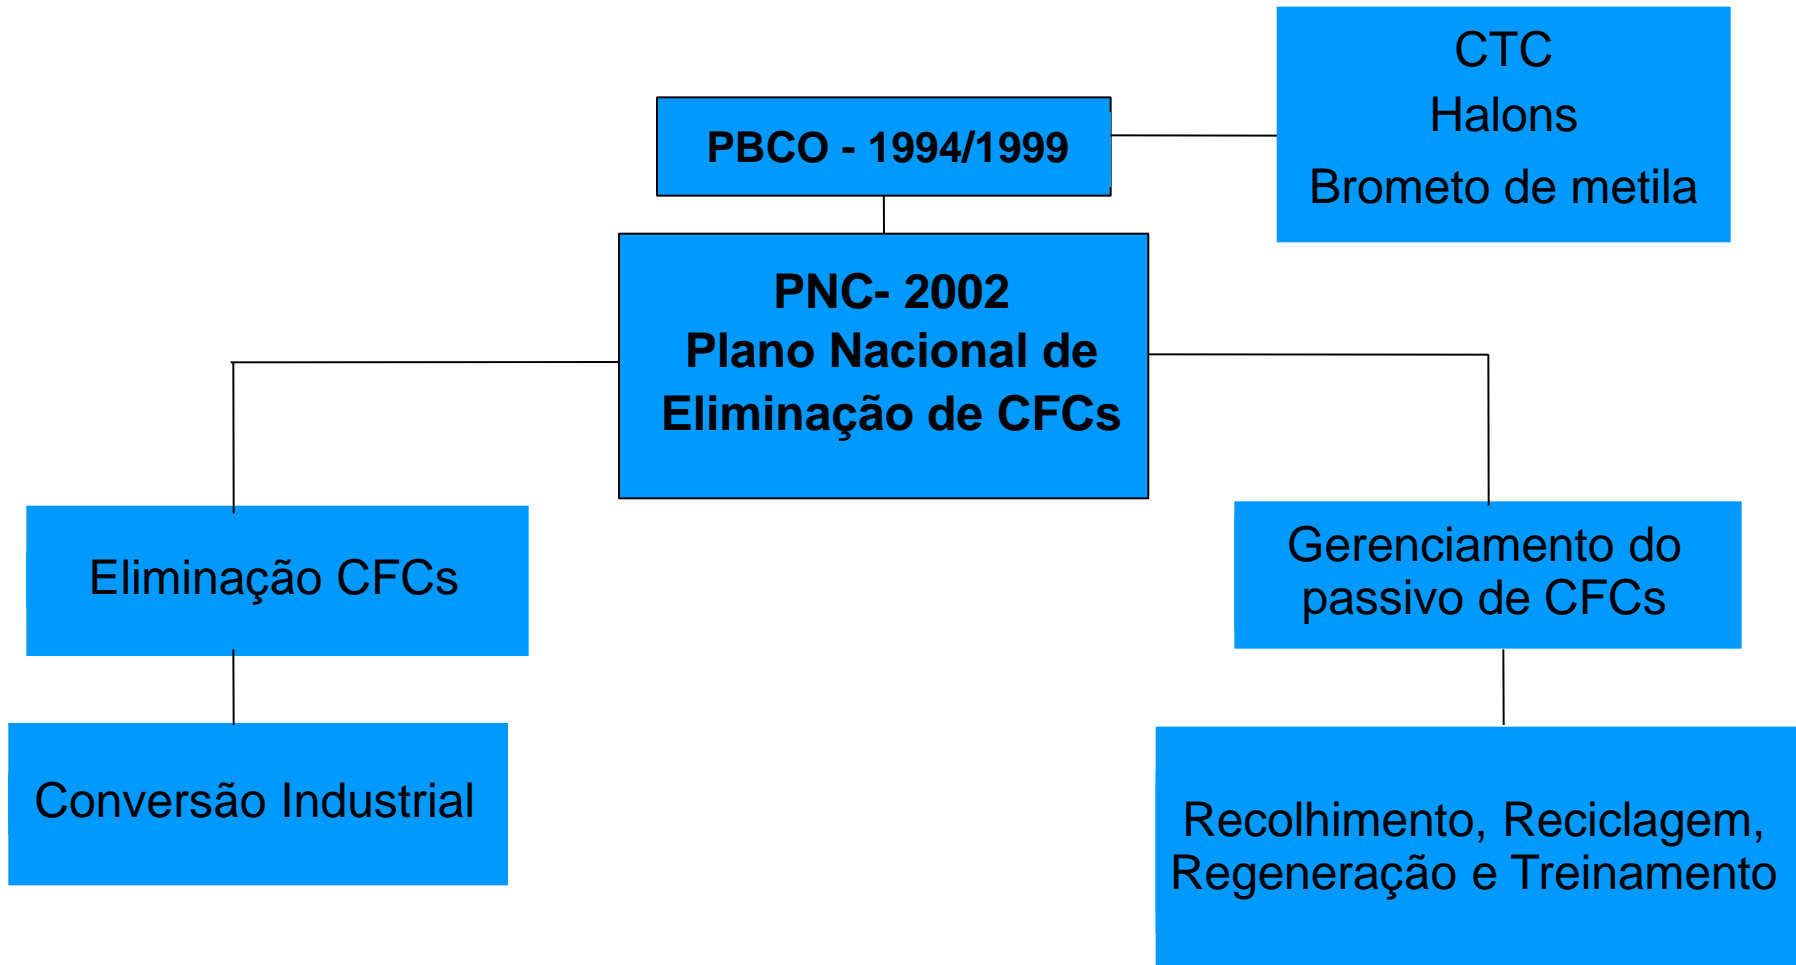 CTC
Halons
Brometo de metila
PBCO - 1994/1999
PNC- 2002
Plano Nacional de
Eliminação de CFCs
Eliminação CFCs
Gerenciamento do
passivo de CFCs
Conversão Industrial
Recolhimento, Reciclagem,
Regeneração e Treinamento